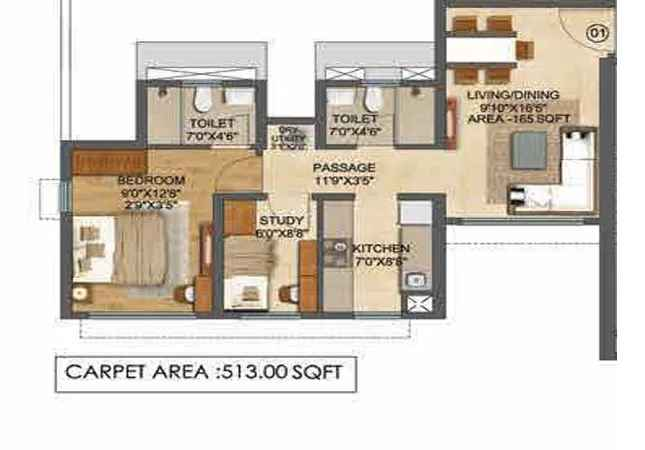 01
LIVING/DINING
9'10"X16'5"
AREA -165 SQFT
TOILET
7'0"X4'6"
TOILET
7'0"X4'6"
DRY
UTILITY
PASSAGE
11'9"X3'5"
BEDROOM
9'0"X12'8"
2'9"X3'5"
STUDY
6'0"X8'8"
KITCHEN
7'0"X8'8"
CARPET AREA :513.00 SQFT